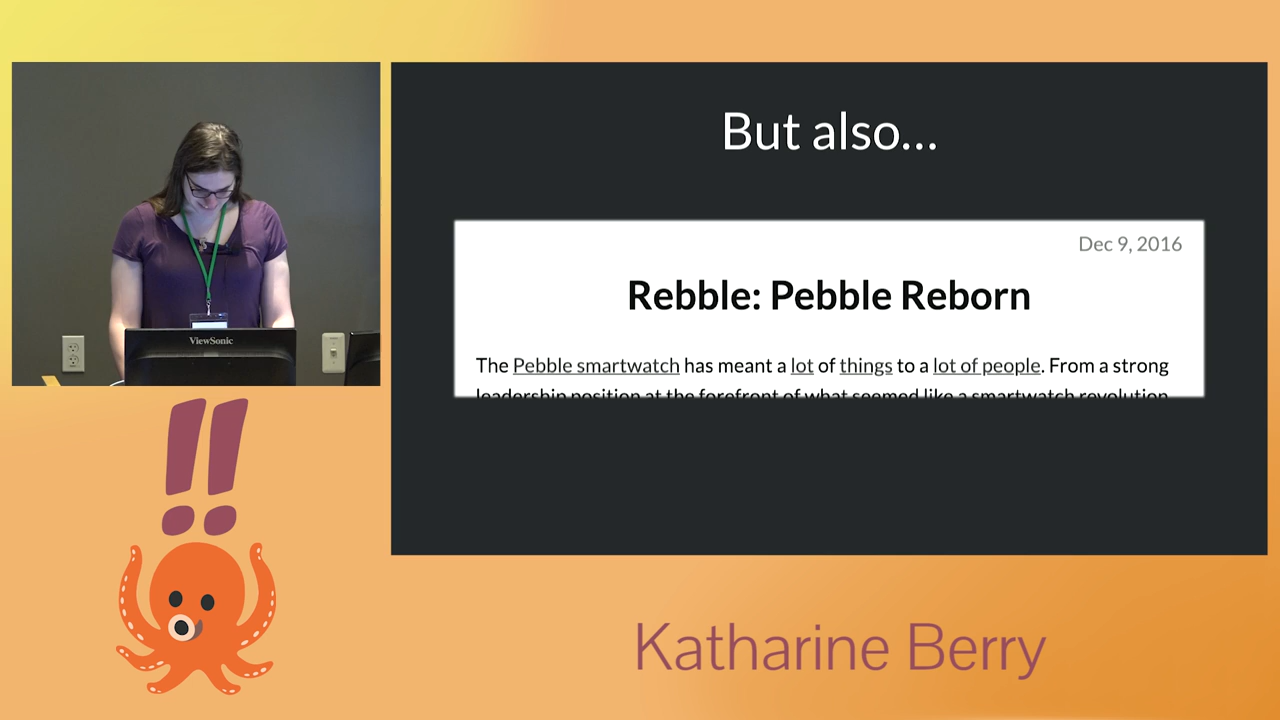 But also...
Dec 9, 2016
Rebble: Pebble Reborn
The Pebble smartwatch has meant a lot of things to a lot of people. From a strong
leadership position at the forefront of what seemed like a smartwatch revolution
ViewSonic
!!
Katharine Berry